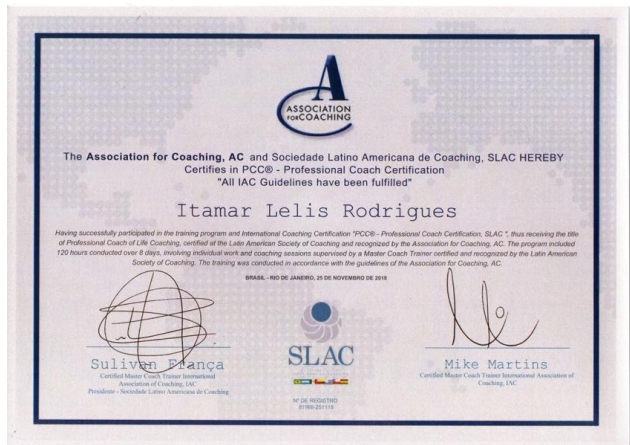 ASSOCIATION
FOR COACHING
The Association for Coaching, AC and Sociedade Latino Americana de Coaching, SLAC HEREBY
Certifies in PCC® - Professional Coach Certification
"All IAC Guidelines have been fulfilled"
Itamar Lelis Rodrigues
Having successfully participated in the training program and International Coaching Certification "PCC® - Professional Coach Certification, SLAC ", thus receiving the title
of Professional Coach of Life Coaching, certified at the Latin American Society of Coaching and recognized by the Association for Coaching, AC. The program included
120 hours conducted over 8 days, involving individual work and coaching sessions supervised by a Master Coach Trainer certified and recognized by the Latin American
Society of Coaching. The training was conducted in accordance with the guidelines of the Association for Coaching, AC.
BRASIL - RIO DE JANEIRO, 25 DE NOVEMBRO DE 2018
Sulivan França
Certified Master Coach Trainer International
Association of Coaching, IAC
Presidente - Sociedade Latino Americana de Coaching
SLAC
Nº DE REGISTRO
Mike Martins
Certified Master Coach Trainer International Association of
Coaching, IAC